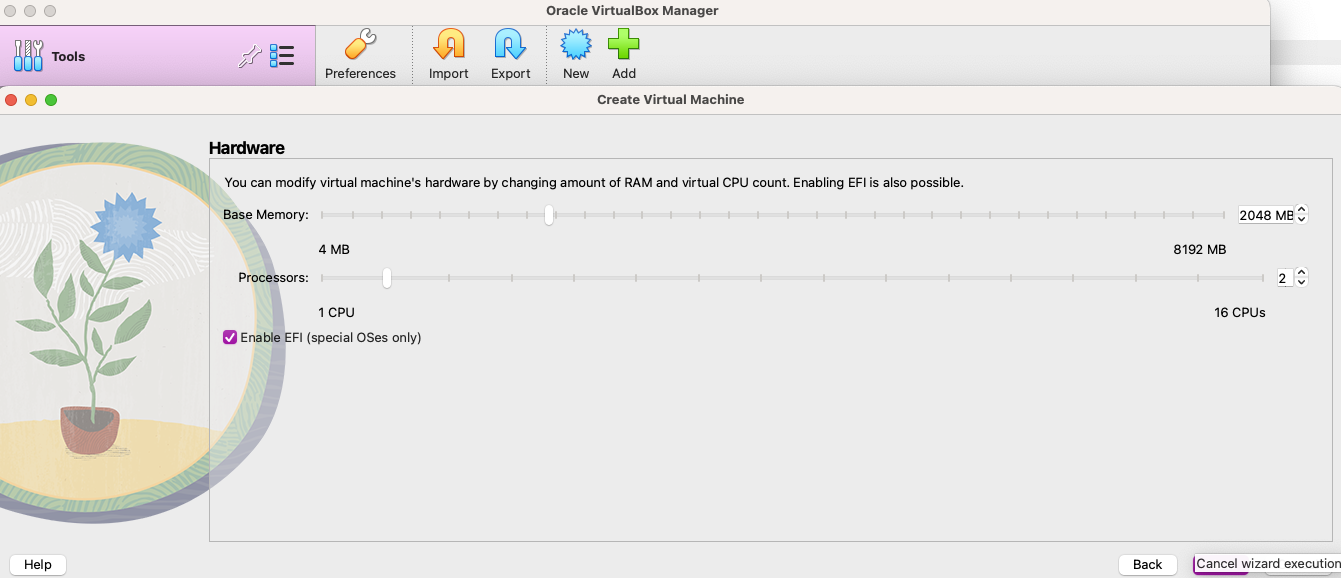 Oracle VirtualBox Manager
Tools
Preferences
Import
Export
New
Add
Create Virtual Machine
Hardware
You can modify virtual machine's hardware by changing amount of RAM and virtual CPU count. Enabling EFI is also possible.
Base Memory:
2048 MB
4 MB
8192 MB
Processors:
2
1 CPU
16 CPUs
Enable EFI (special OSes only)
Help
Back
Cancel wizard execution